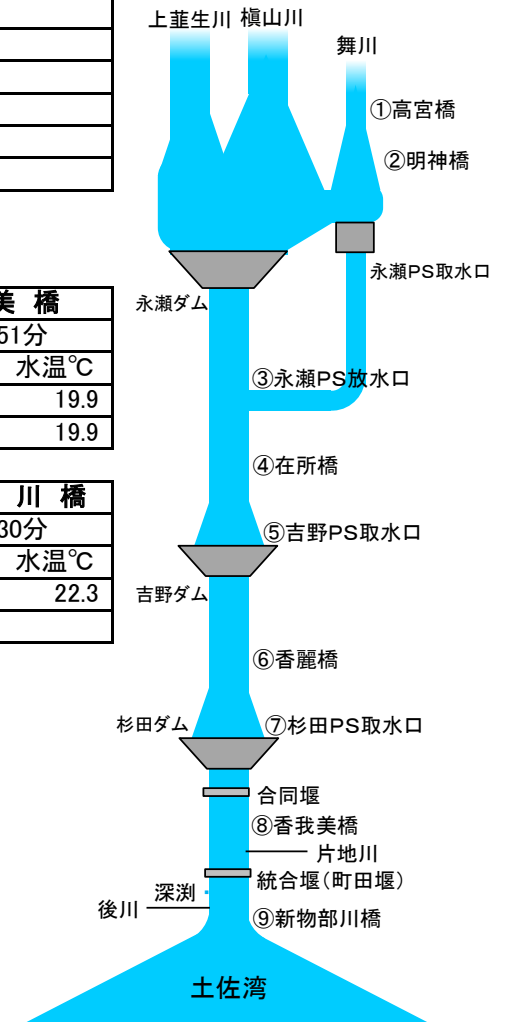 上韮生川 槇山川
舞川
①高宮橋
②明神橋
永瀬PS取水口
永瀬ダム
③永瀬PS放水口
④在所橋
⑤吉野PS取水口
吉野ダム
⑥香麗橋
杉田ダム
⑦杉田PS取水口
合同堰
⑧香我美橋
片地川
統合堰(町田堰)
深渕
後川
⑨新物部川橋
土佐湾
美 橋
51分
水温℃
19.9
19.9
川 橋
30分
水温℃
22.3